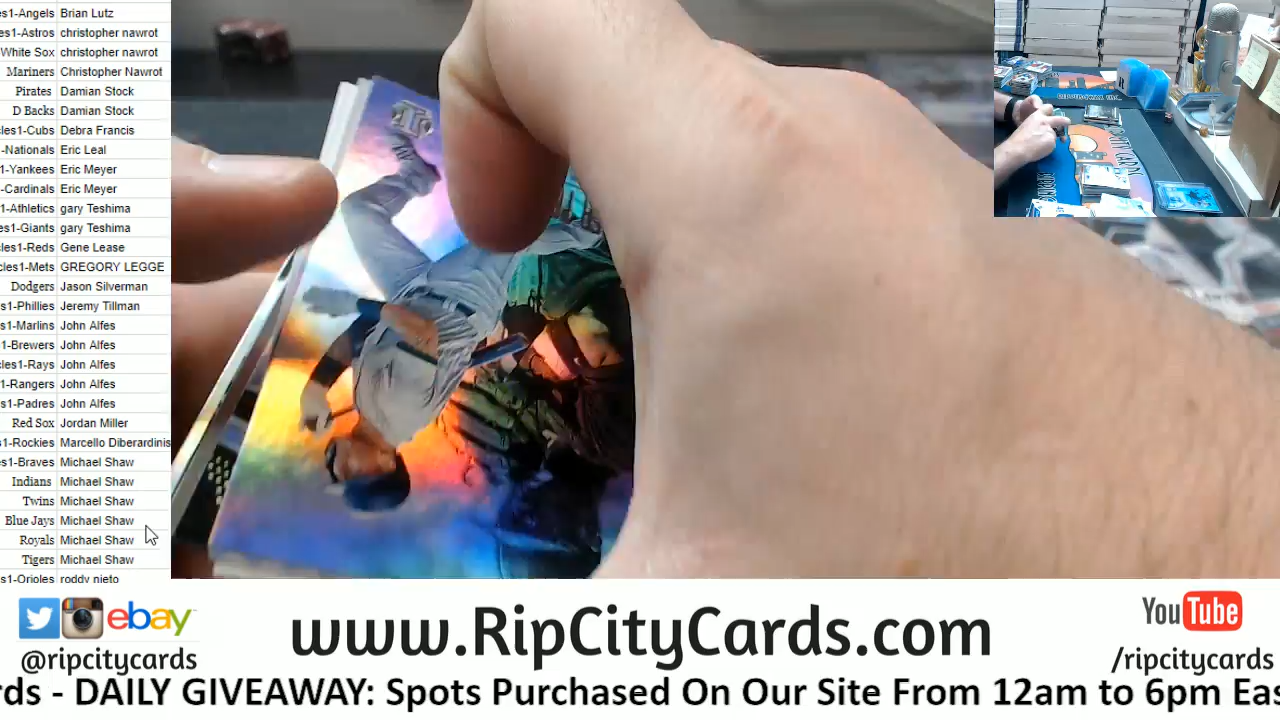 es1-Angels Brian Lutz
les1-Astros christopher nawrot
White Sox christopher nawrot
Mariners Christopher Nawrot
Pirates Damian Stock
D Backs Damian Stock
cles1-Cubs Debra Francis
-Nationals Eric Leal
1-Yankees Eric Meyer
-Cardinals Eric Meyer
1-Athletics gary Teshima
s1-Giants gary Teshima
cles1-Reds Gene Lease
cles1-Mets GREGORY LEGGE
Dodgers Jason Silverman
s1-Phillies Jeremy Tillman
s1-Marlins John Alfes
1-Brewers John Alfes
cles1-Rays John Alfes
1-Rangers John Alfes
s1-Padres John Alfes
Red Sox Jordan Miller
s1-Rockies Marcello Diberardinis
es1-Braves Michael Shaw
Indians Michael Shaw
Twins Michael Shaw
Blue Jays Michael Shaw
Royals Michael Shaw
Tigers Michael Shaw
s1-Orioles roddy nieto
ebay
@ripcitycards
www.RipCityCards.com
YouTube
/ripcitycards
rds - DAILY GIVEAWAY: Spots Purchased On Our Site From 12am to 6pm Eas